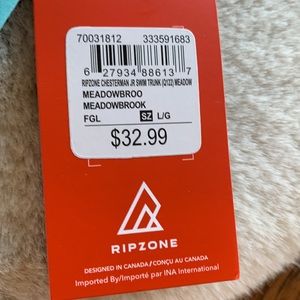 70031812 333591683
6 27934 88613 7
RIPZONE CHESTERMAN JR SWIM TRUNK (Q122) MEADOW
MEADOWBROO
MEADOWBROOK
FGL SZ L/G
$32.99
RIPZONE
DESIGNED IN CANADA/CONÇU AU CANADA
Imported By/Importé par INA International